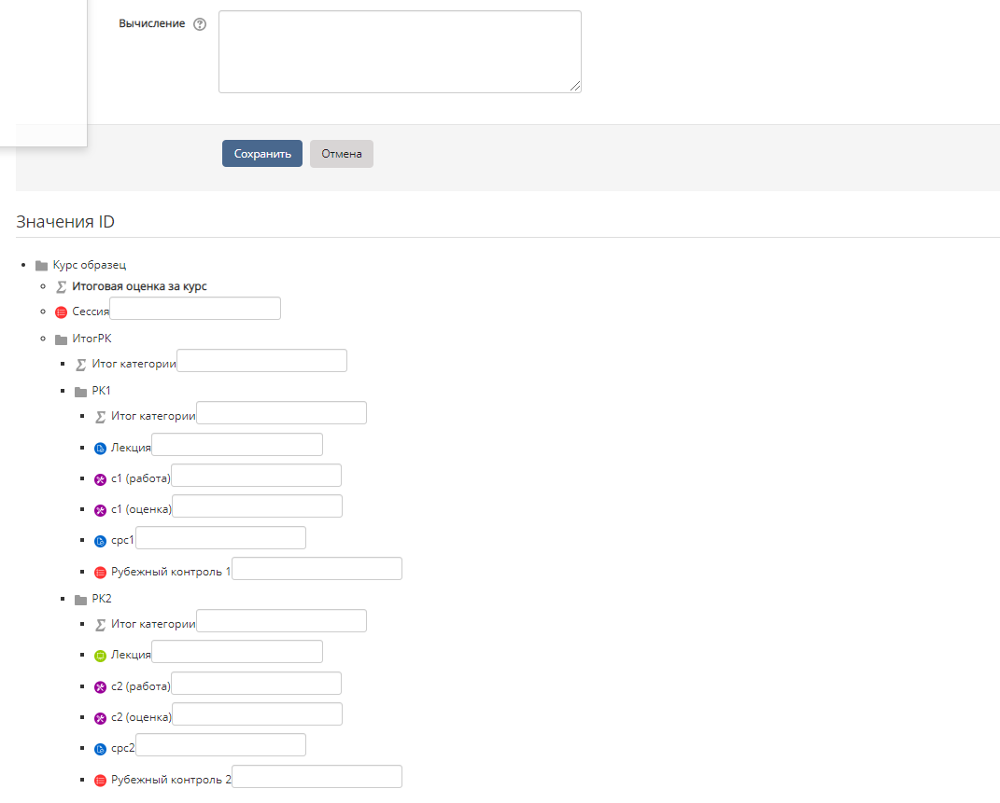 Вычисление
Сохранить Отмена
Значения ID
Курс образец
Итоговая оценка за курс
Сессия
ИтогРК
Итог категории
РК1
Итог категории
Лекция
с1 (работа)
с1 (оценка)
срс1
Рубежный контроль 1
РК2
Итог категории
Лекция
с2 (работа)
с2 (оценка)
срс2
Рубежный контроль 2